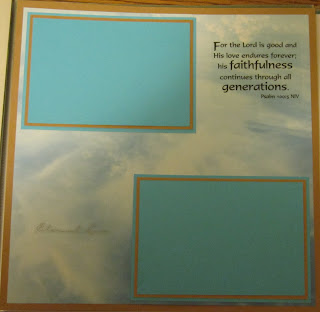 For the Lord is good and
His love endures forever;
his faithfulness
continues through all
generations.
Psalm 100:5 NIV